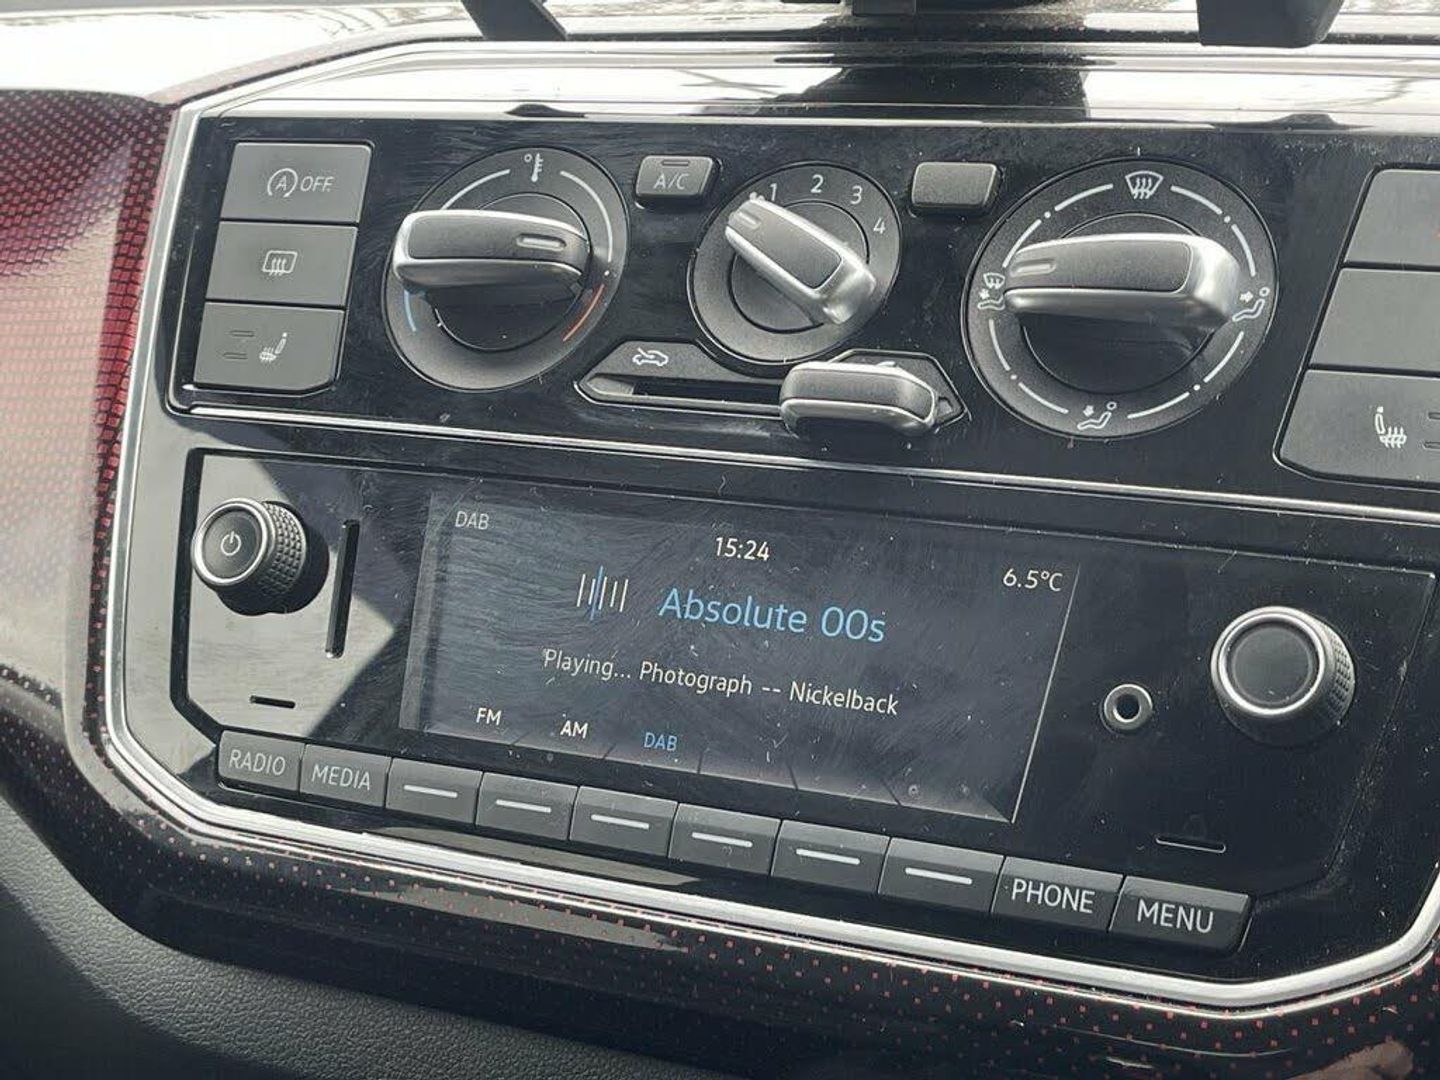 A OFF
A/C
1 2 3 4
DAB
15:24
6.5°C
Absolute 00s
Playing... Photograph -- Nickelback
FM AM DAB
RADIO MEDIA PHONE MENU